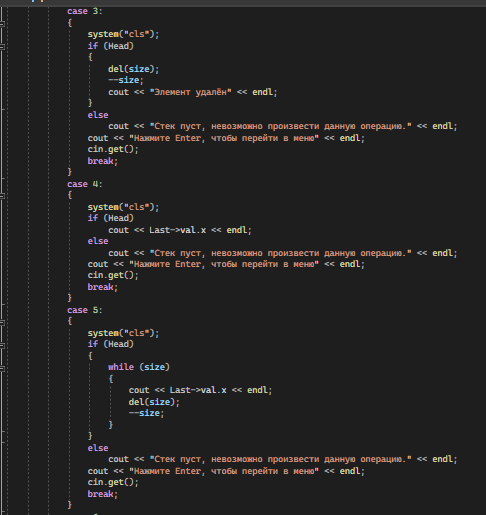 case 3:
{
system("cls");
if (Head)
{
del(size);
--size;
cout << "Элемент удалён" << endl;
}
else
cout << "Стек пуст, невозможно произвести данную операцию." << endl;
cout << "Нажмите Enter, чтобы перейти в меню" << endl;
cin.get();
break;
}
case 4:
{
system("cls");
if (Head)
cout << Last->val.x << endl;
else
cout << "Стек пуст, невозможно произвести данную операцию." << endl;
cout << "Нажмите Enter, чтобы перейти в меню" << endl;
cin.get();
break;
}
case 5:
{
system("cls");
if (Head)
{
while (size)
{
cout << Last->val.x << endl;
del(size);
--size;
}
}
else
cout << "Стек пуст, невозможно произвести данную операцию." << endl;
cout << "Нажмите Enter, чтобы перейти в меню" << endl;
cin.get();
break;
}